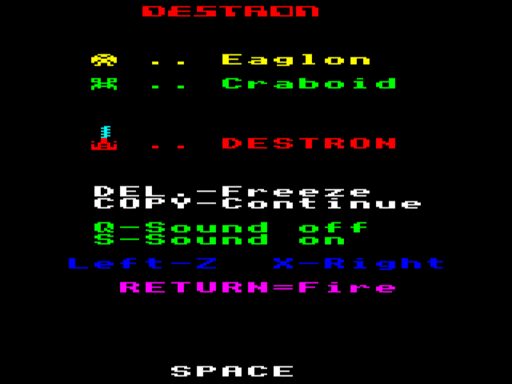 DESTRON
.. Eaglon
.. Craboid
.. DESTRON
DEL.-Freeze
COPY-Continue
Q-Sound off
S-Sound on
Left-Z X-Right
RETURN=Fire
SPACE